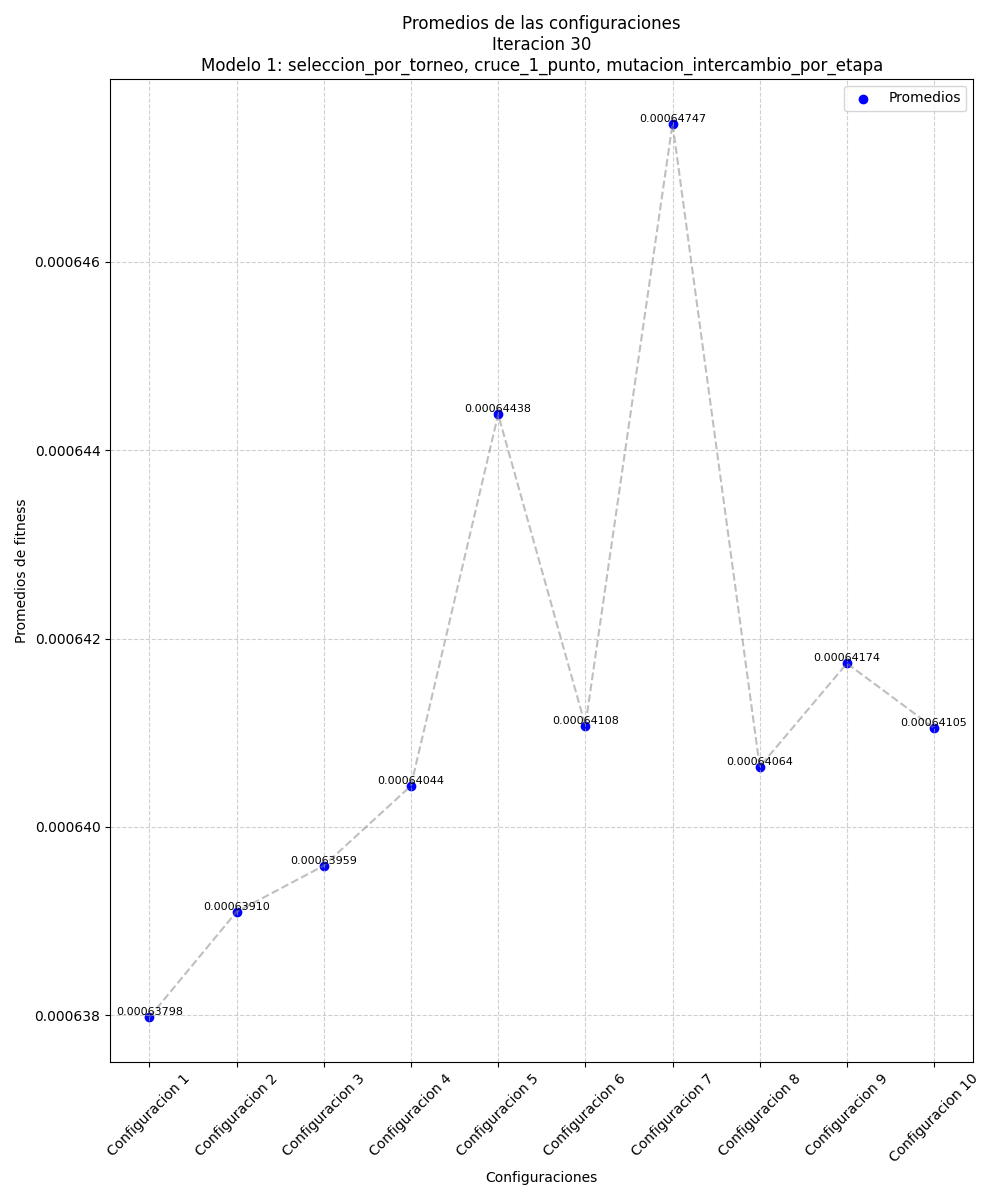 Promedios de las configuraciones
Iteracion 30
Modelo 1: seleccion_por_torneo, cruce_1_punto, mutacion_intercambio_por_etapa
Promedios
0.00064747
0.000646
0.00064438
0.000644
Promedios de fitness
0.000642
0.00064174
0.00064108
0.00064105
0.00064064
0.00064044
0.000640
0.00063959
0.00063910
0.00063798
0.000638
Configuracion 1
Configuracion 2
Configuracion 3
Configuracion 4
Configuracion 5
Configuracion 6
Configuracion 7
Configuracion 8
Configuracion 9
Configuracion 10
Configuraciones